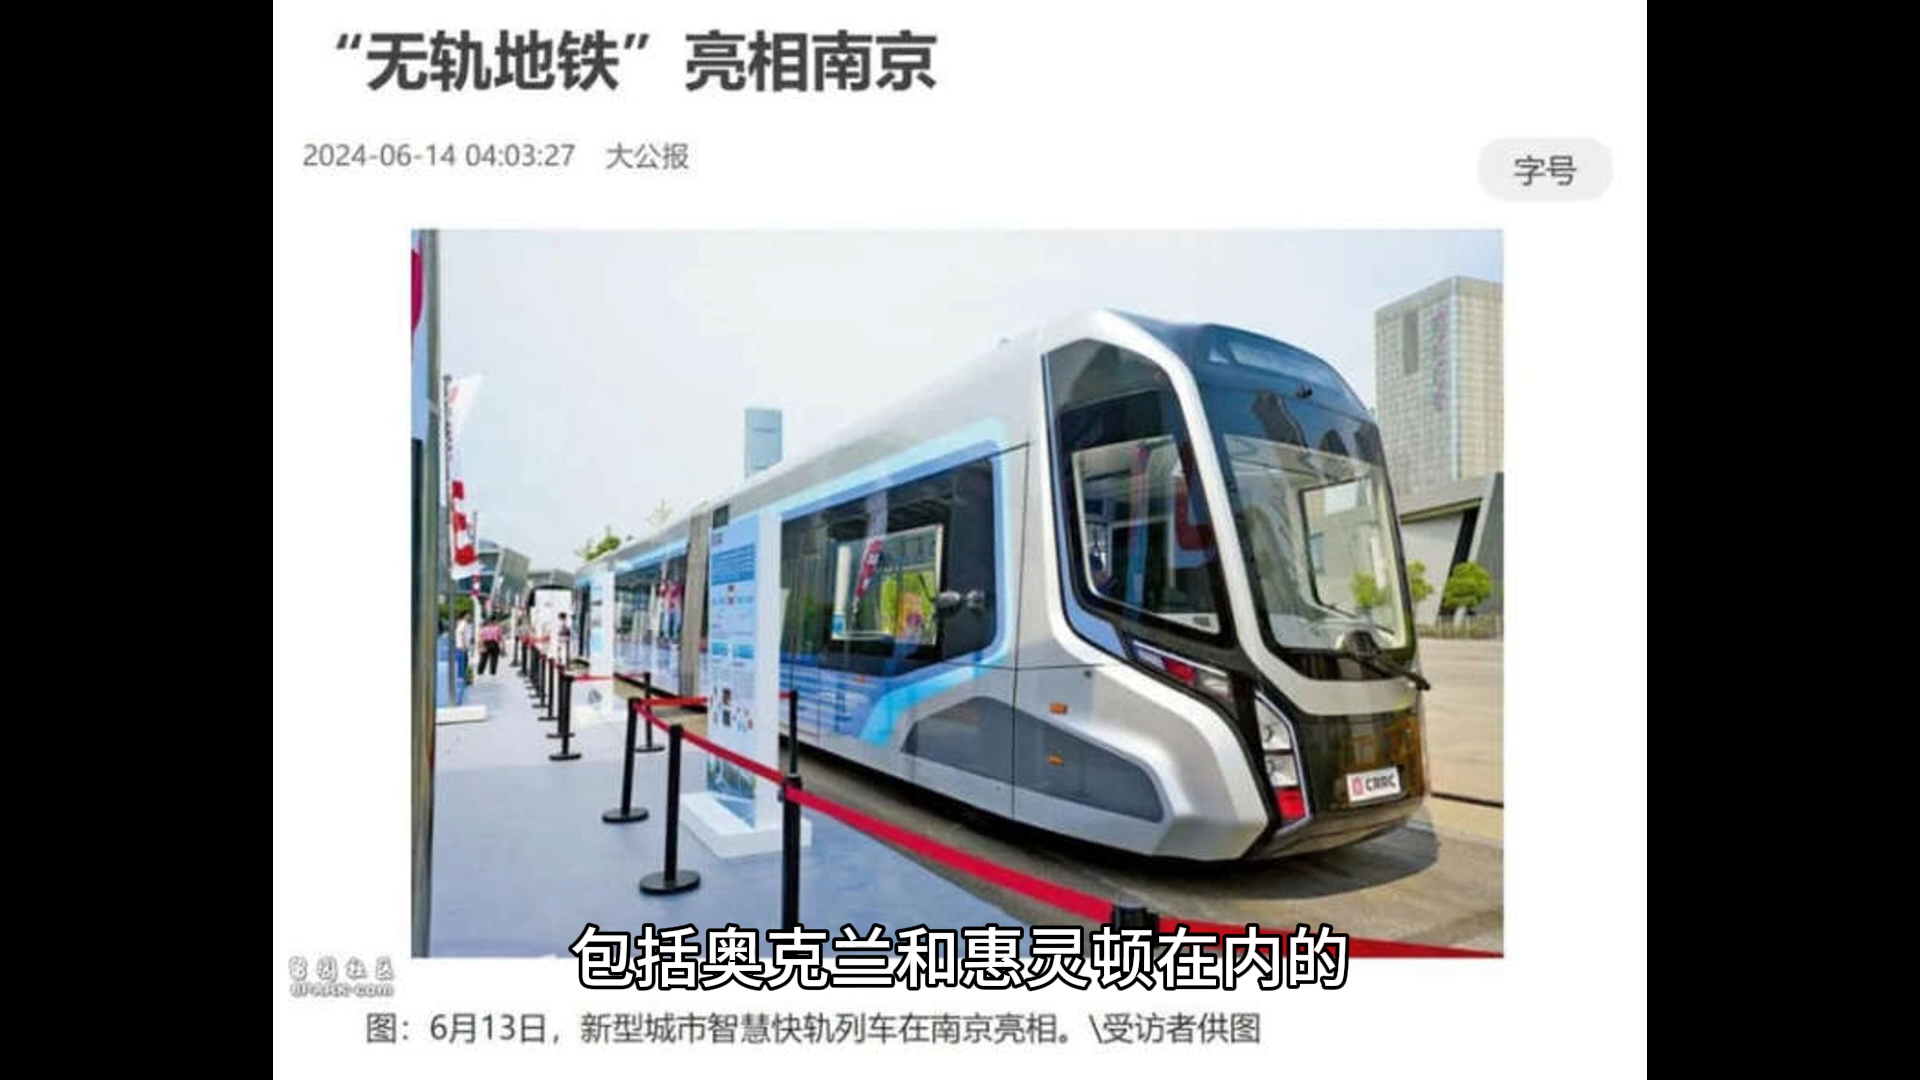 “无轨地铁”亮相南京
2024-06-14 04:03:27 大公报
字号
CRRC
包括奥克兰和惠灵顿在内的
6PARK.com
图：6月13日，新型城市智慧快轨列车在南京亮相。\受访者供图